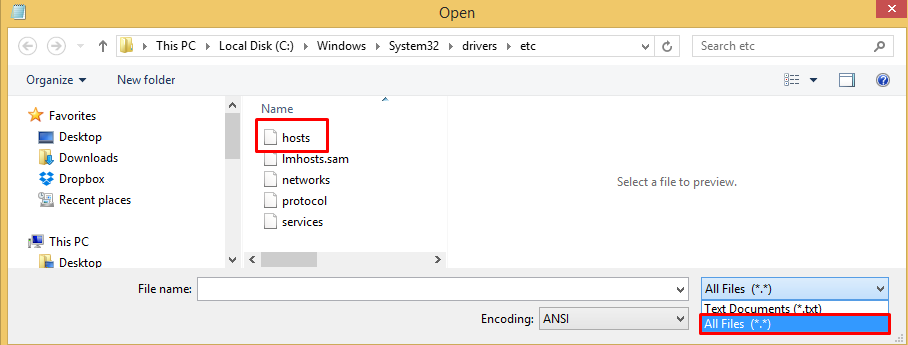 Open
This PC Local Disk (C:) Windows System32 drivers etc
Search etc
Organize New folder
Name
Favorites
Desktop
Downloads
Dropbox
Recent places
This PC
Desktop
hosts
lmhosts.sam
networks
protocol
services
Select a file to preview.
File name:
All Files (*.*)
Text Documents (*.txt)
All Files (*.*)
Encoding: ANSI